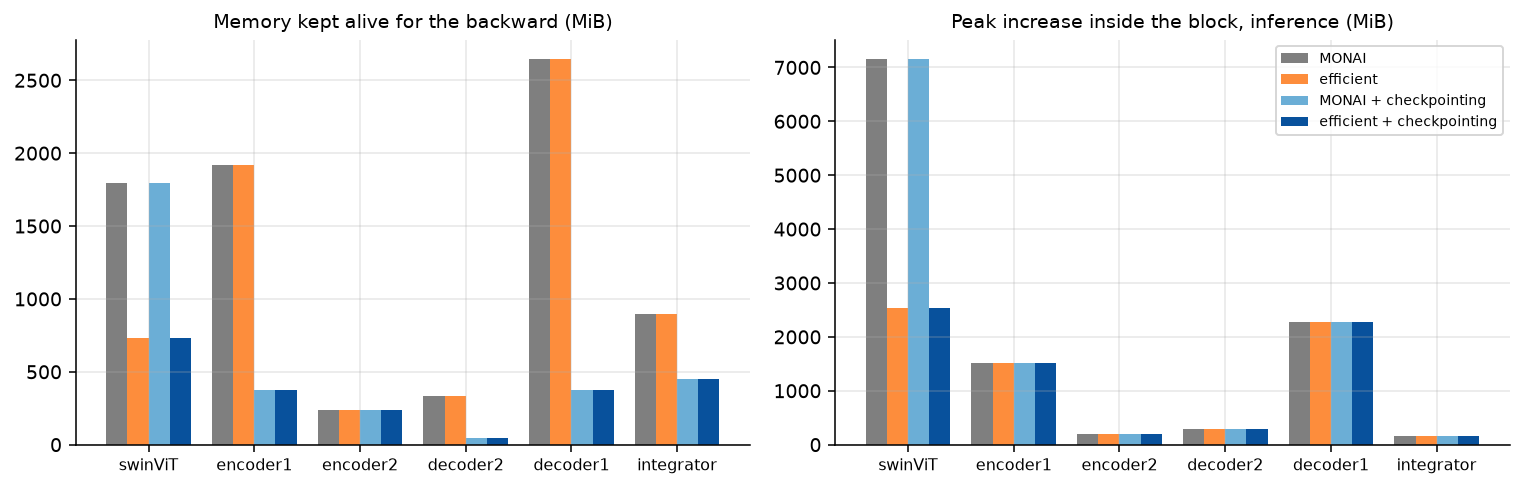 Memory kept alive for the backward (MiB)
2500
2000
1500
1000
500
0
swinViT encoder1 encoder2 decoder2 decoder1 integrator
Peak increase inside the block, inference (MiB)
7000
6000
5000
4000
3000
2000
1000
0
MONAI
efficient
MONAI + checkpointing
efficient + checkpointing
swinViT encoder1 encoder2 decoder2 decoder1 integrator